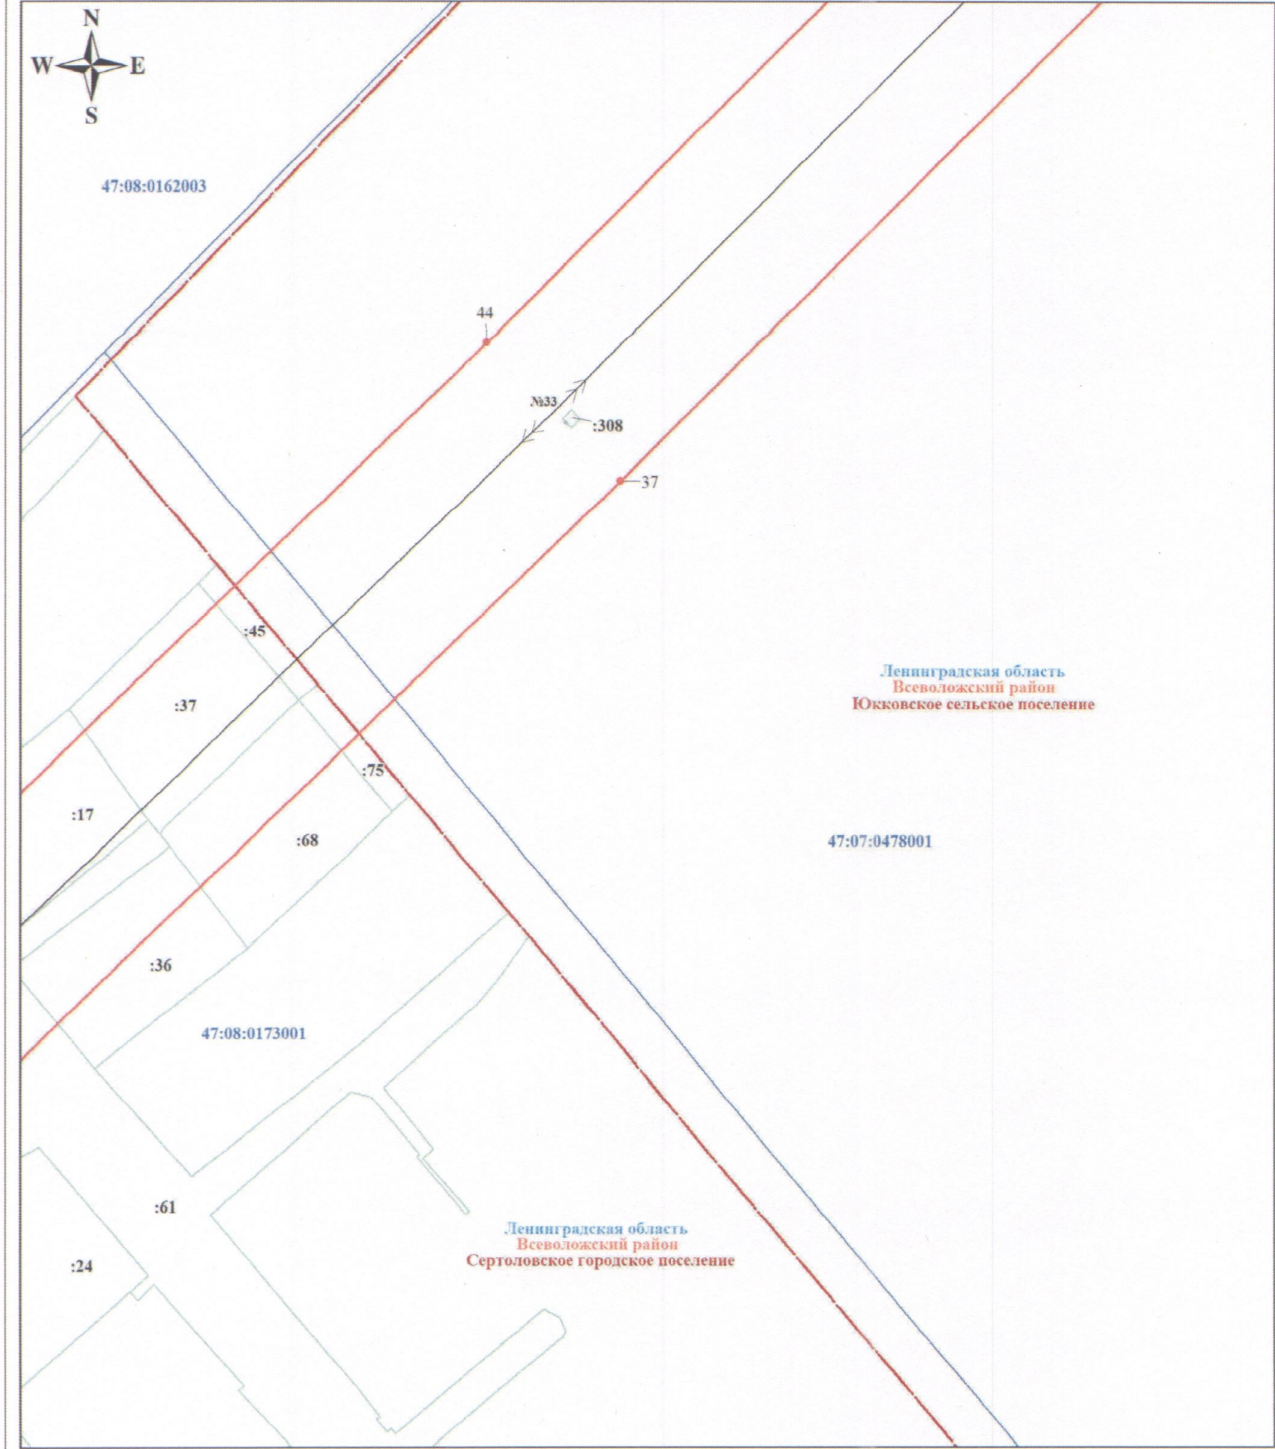 N
W E
S
47:08:0162003
44
№33
:308
37
:45
:37
Ленинградская область
Всеволожский район
Юкковское сельское поселение
:75
:17
:68
47:07:0478001
:36
47:08:0173001
:61
Ленинградская область
Всеволожский район
Сертоловское городское поселение
:24